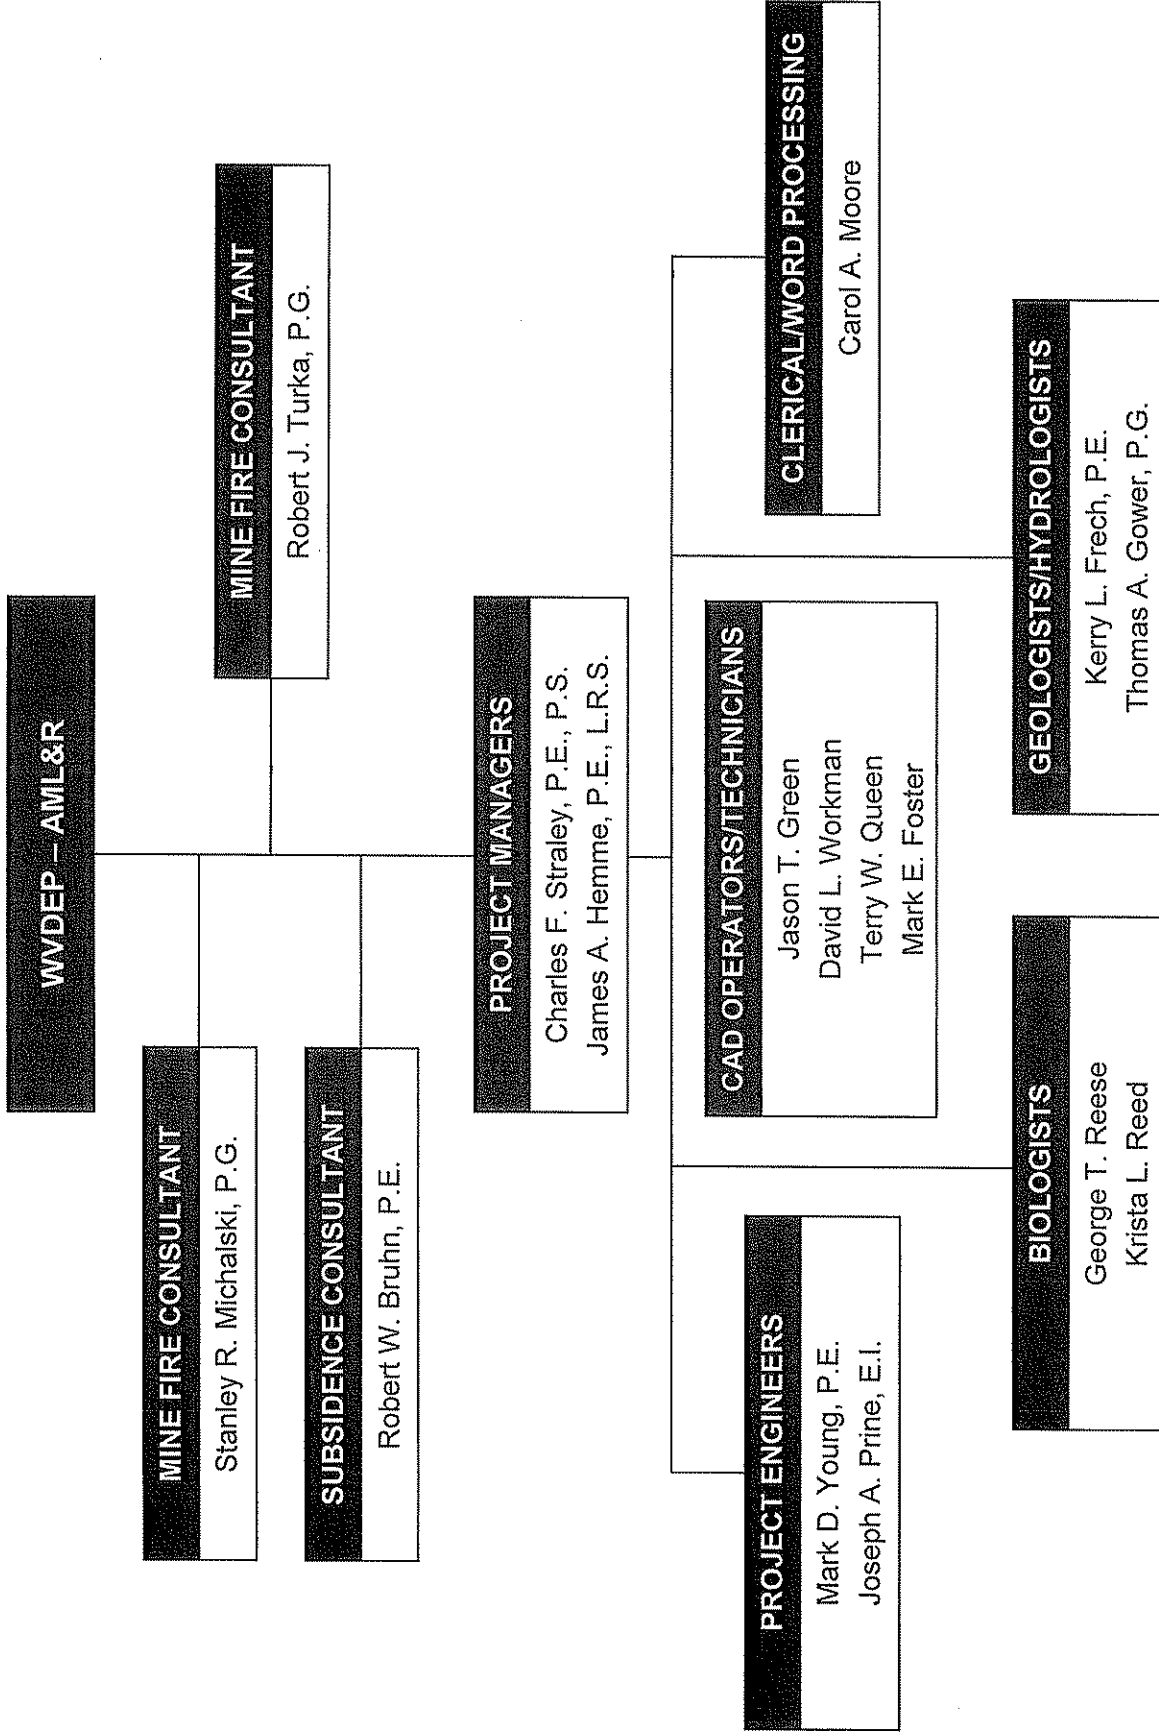 WVDEP – AML&R
MINE FIRE CONSULTANT
Stanley R. Michalski, P.G.
MINE FIRE CONSULTANT
Robert J. Turka, P.G.
SUBSIDENCE CONSULTANT
Robert W. Bruhn, P.E.
PROJECT MANAGERS
Charles F. Straley, P.E., P.S.
James A. Hemme, P.E., L.R.S.
PROJECT ENGINEERS
Mark D. Young, P.E.
Joseph A. Prine, E.I.
CAD OPERATORS/TECHNICIANS
Jason T. Green
David L. Workman
Terry W. Queen
Mark E. Foster
CLERICAL/WORD PROCESSING
Carol A. Moore
BIOLOGISTS
George T. Reese
Krista L. Reed
GEOLOGISTS/HYDROLOGISTS
Kerry L. Frech, P.E.
Thomas A. Gower, P.G.